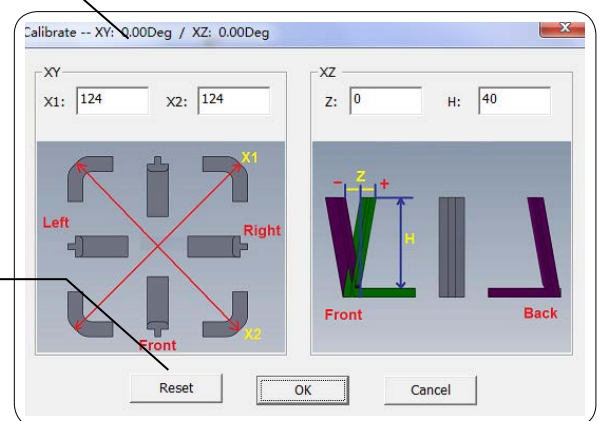 Calibrate -- XY: 0.00Deg / XZ: 0.00Deg
XY
X1: 124 X2: 124
X1
Left
Right
X2
Front
XZ
Z: 0 H: 40
- Z +
H
Front
Back
Reset OK Cancel